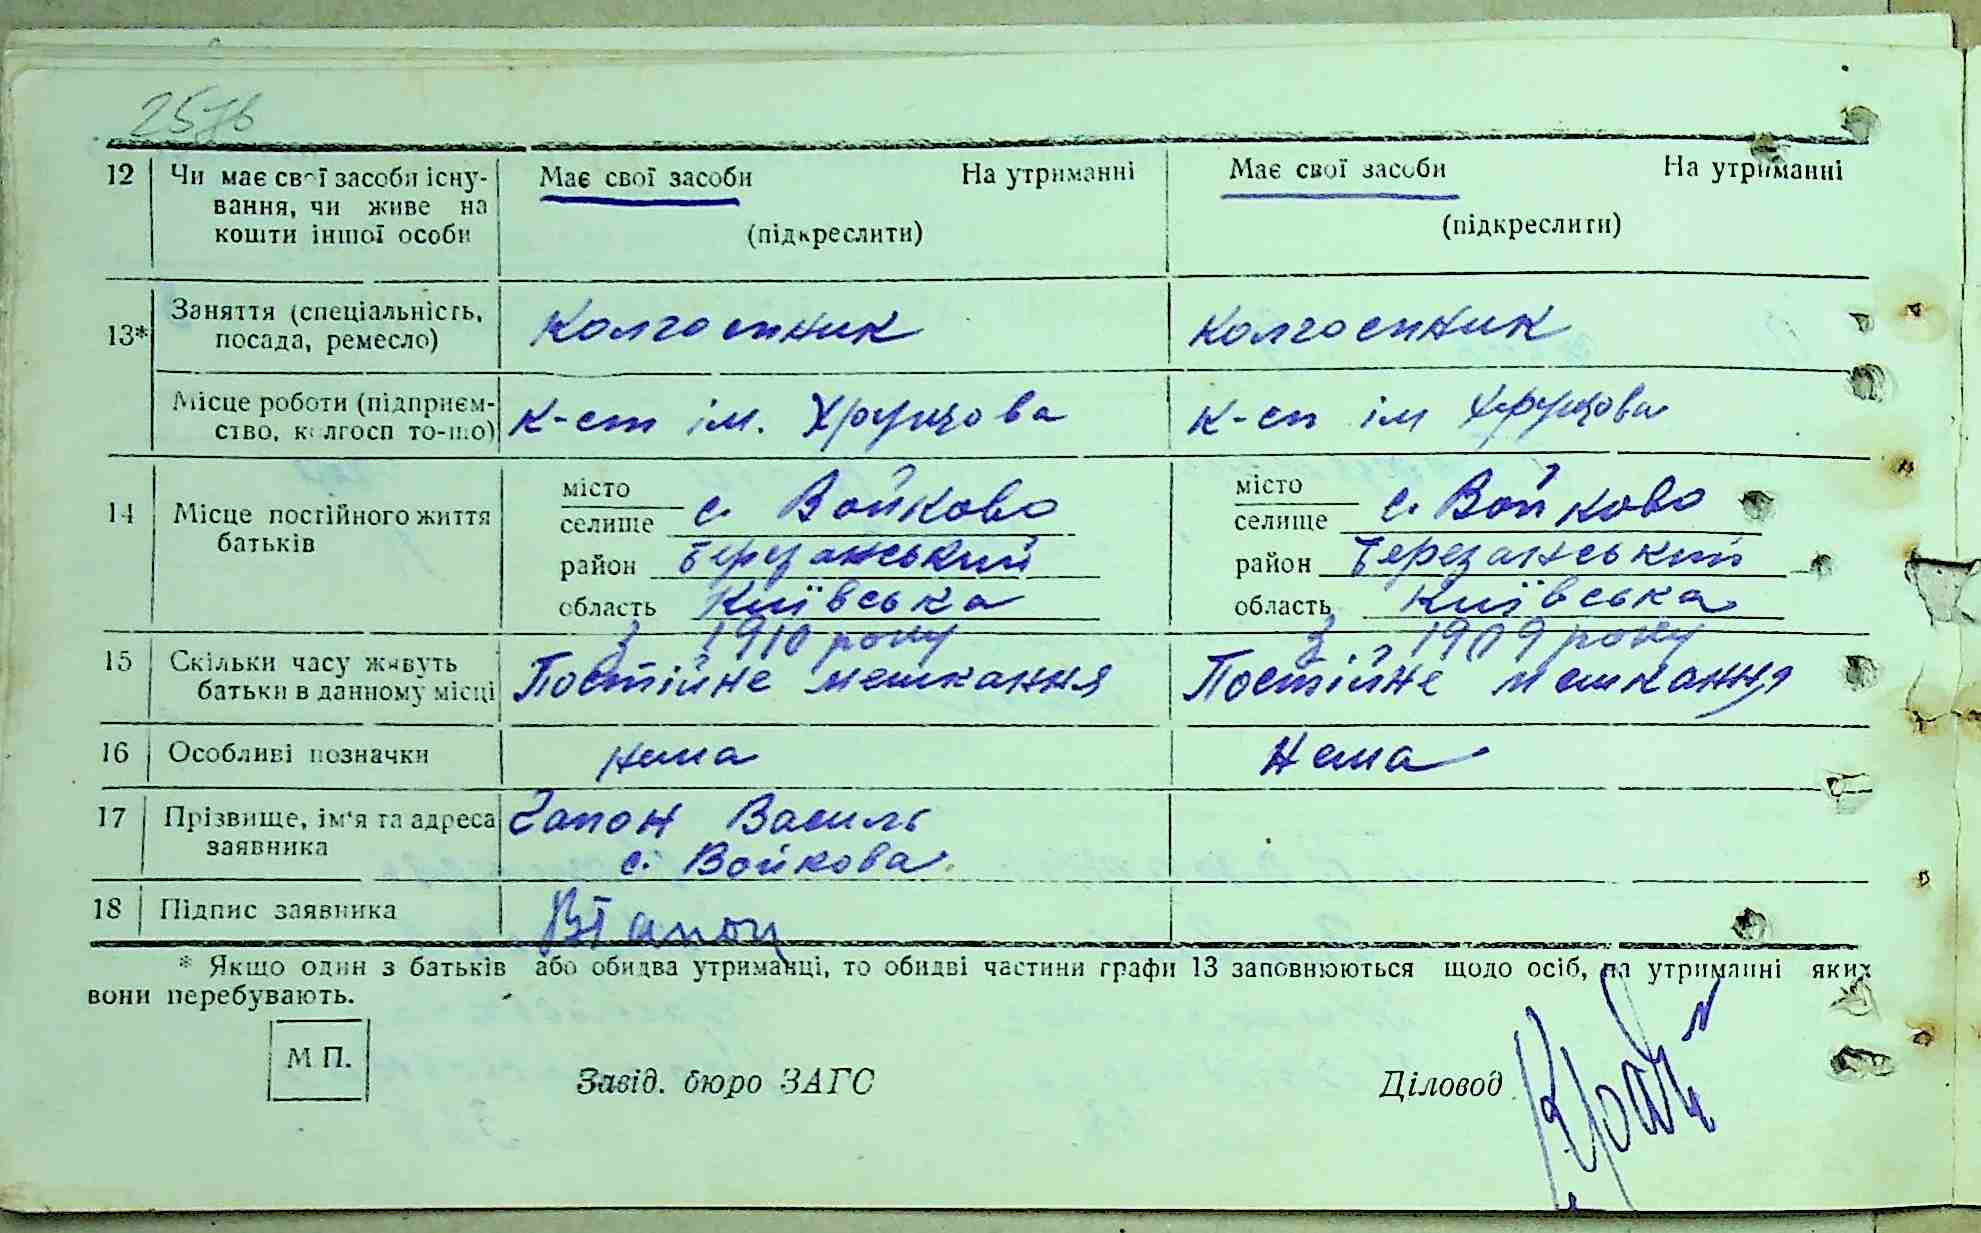 257б
12 Чи має свої засоби існу- Має свої засоби На утриманні Має свої засоби На утриманні
вання, чи живе на
кошти іншої особи (підкреслити) (підкреслити)
13* Заняття (спеціальність, колгоспник колгоспник
посада, ремесло)
Місце роботи (підприєм- к-сп ім. Хрущова к-сп ім Хрущова
ство, колгосп то-що)
14 Місце постійного життя місто місто
батьків селище с. Войково селище с. Войково
район Березанський район Березанський
область Київська область Київська
15 Скільки часу живуть з 1910 року з 1909 року
батьки в данному місці Постійне мешкання Постійне мешкання
16 Особливі позначки нема Нема
17 Прізвище, ім'я та адреса Гапон Василь
заявника с. Войкова
18 Підпис заявника ВГапон
* Якщо один з батьків або обидва утриманці, то обидві частини графи 13 заповнюються щодо осіб, на утриманні яких
вони перебувають.
М П. Завід. бюро ЗАГС Діловод